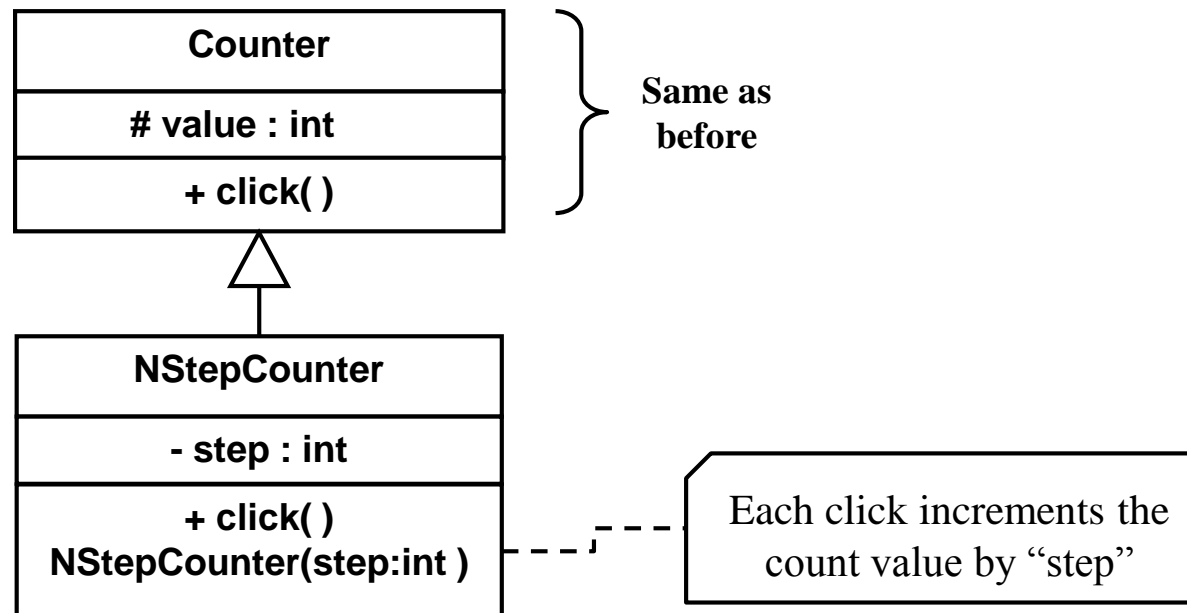 Counter
# value : int
+ click( )
Same as
before
NStepCounter
- step : int
+ click( )
NStepCounter(step:int )
Each click increments the
count value by “step”